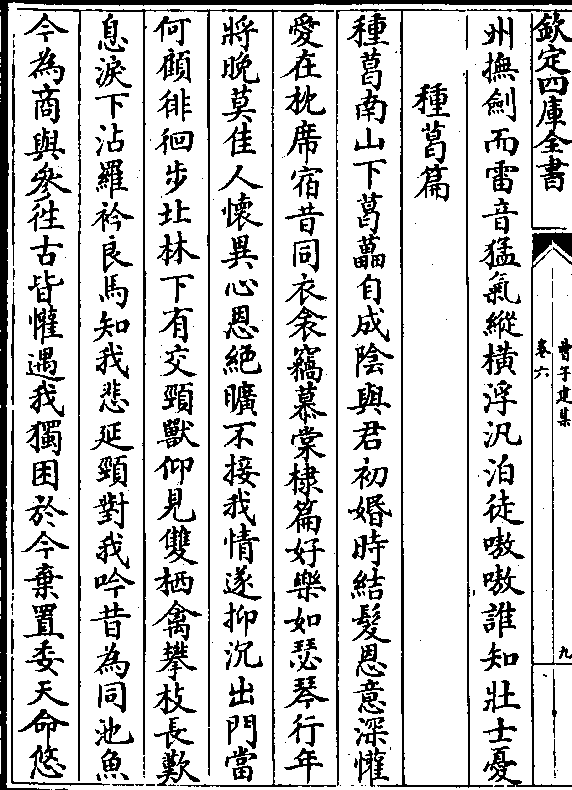 欽定四庫全書
曹子建集
卷六
九
州撫劍而雷音猛氣縱橫浮汎泊徒嗷嗷誰知壯士憂
種葛篇
種葛南山下葛藟自成陰與君初婚時結髮恩意深懽
愛在枕席宿昔同衣衾竊慕棠棣篇好樂如瑟琴行年
將晚莫佳人懷異心恩絶曠不接我情遂抑沉出門當
何顧徘徊步北林下有交頸獸仰見雙栖禽攀枝長歎
息淚下沾羅衿良馬知我悲延頸對我吟昔為同池魚
今為商與參徃古皆懽遇我獨困於今棄置委天命悠